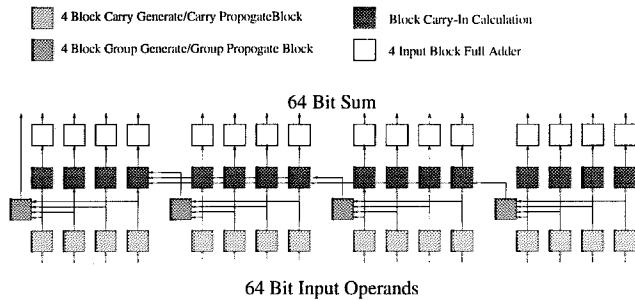 4 Block Carry Generate/Carry PropogateBlock
Block Carry-In Calculation
4 Block Group Generate/Group Propogate Block
4 Input Block Full Adder
64 Bit Sum
64 Bit Input Operands